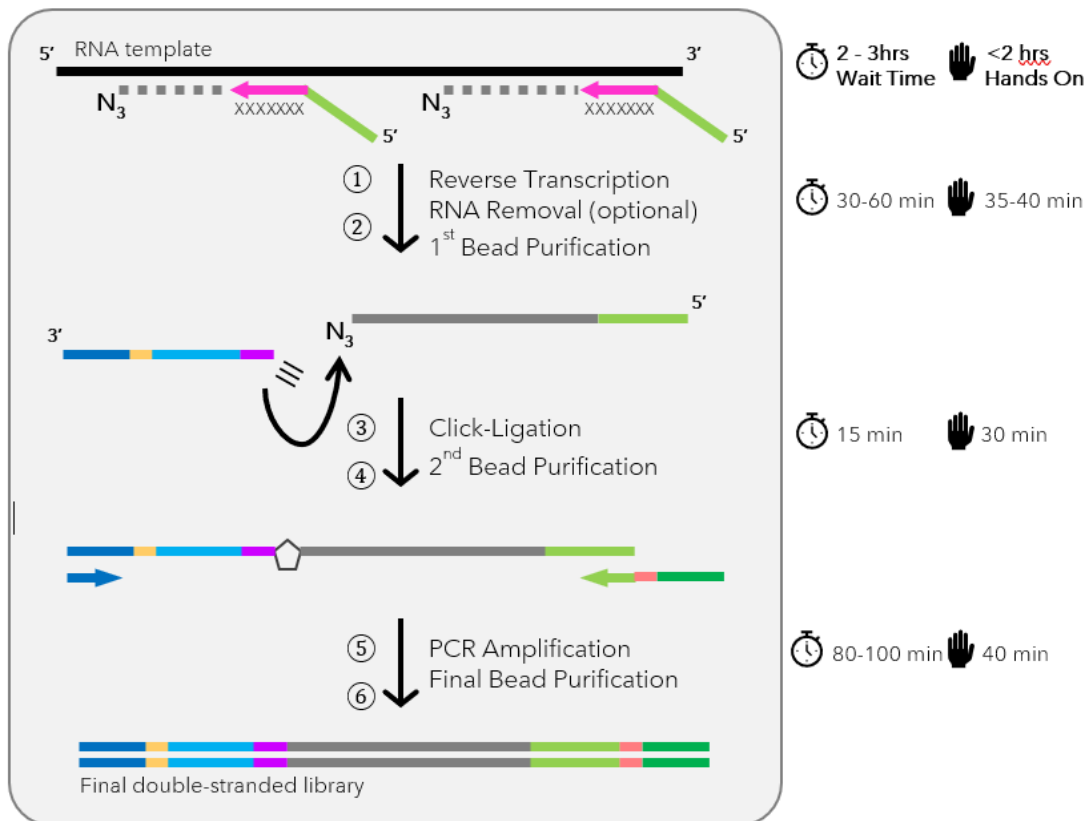 5’
RNA template
3’
2 - 3hrs
Wait Time
<2 hrs
Hands On
N3
XXXXXXX
5’
N3
XXXXXXX
5’
①
Reverse Transcription
RNA Removal (optional)
②
1st Bead Purification
30-60 min
35-40 min
3’
N3
5’
③
Click-Ligation
④
2nd Bead Purification
15 min
30 min
⑤
PCR Amplification
⑥
Final Bead Purification
80-100 min
40 min
Final double-stranded library